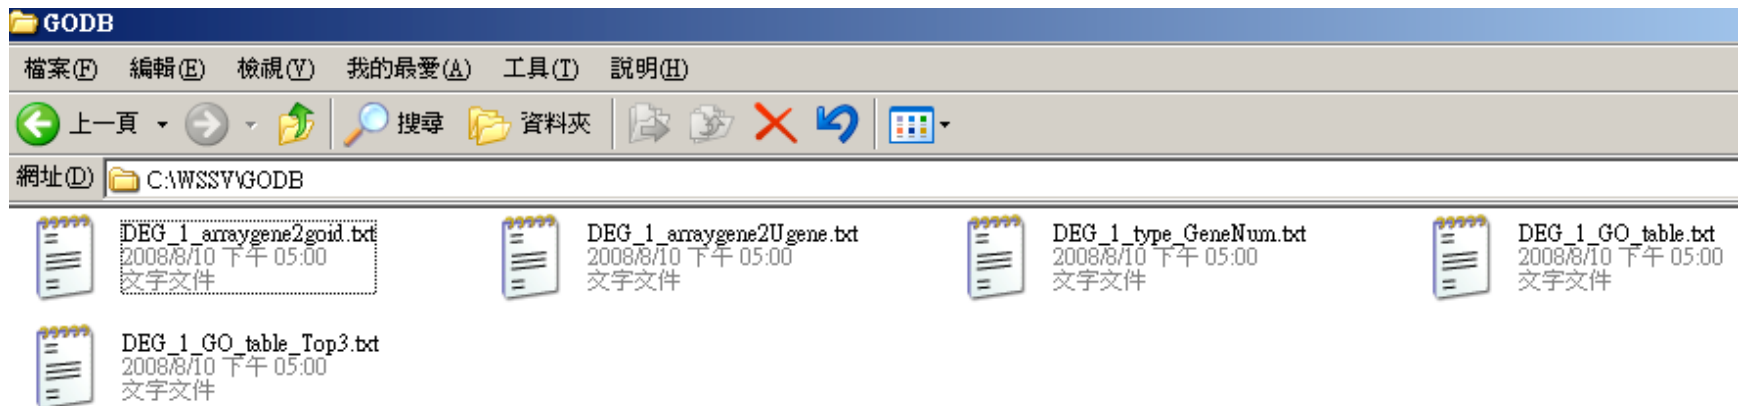 GODB
檔案(F) 編輯(E) 檢視(V) 我的最愛(A) 工具(T) 說明(H)
上一頁 搜尋 資料夾
網址(D) C:\WSSV\GODB
DEG_1_arraygene2goid.txt
2008/8/10 下午 05:00
文字文件
DEG_1_arraygene2Ugene.txt
2008/8/10 下午 05:00
文字文件
DEG_1_type_GeneNum.txt
2008/8/10 下午 05:00
文字文件
DEG_1_GO_table.txt
2008/8/10 下午 05:00
文字文件
DEG_1_GO_table_Top3.txt
2008/8/10 下午 05:00
文字文件